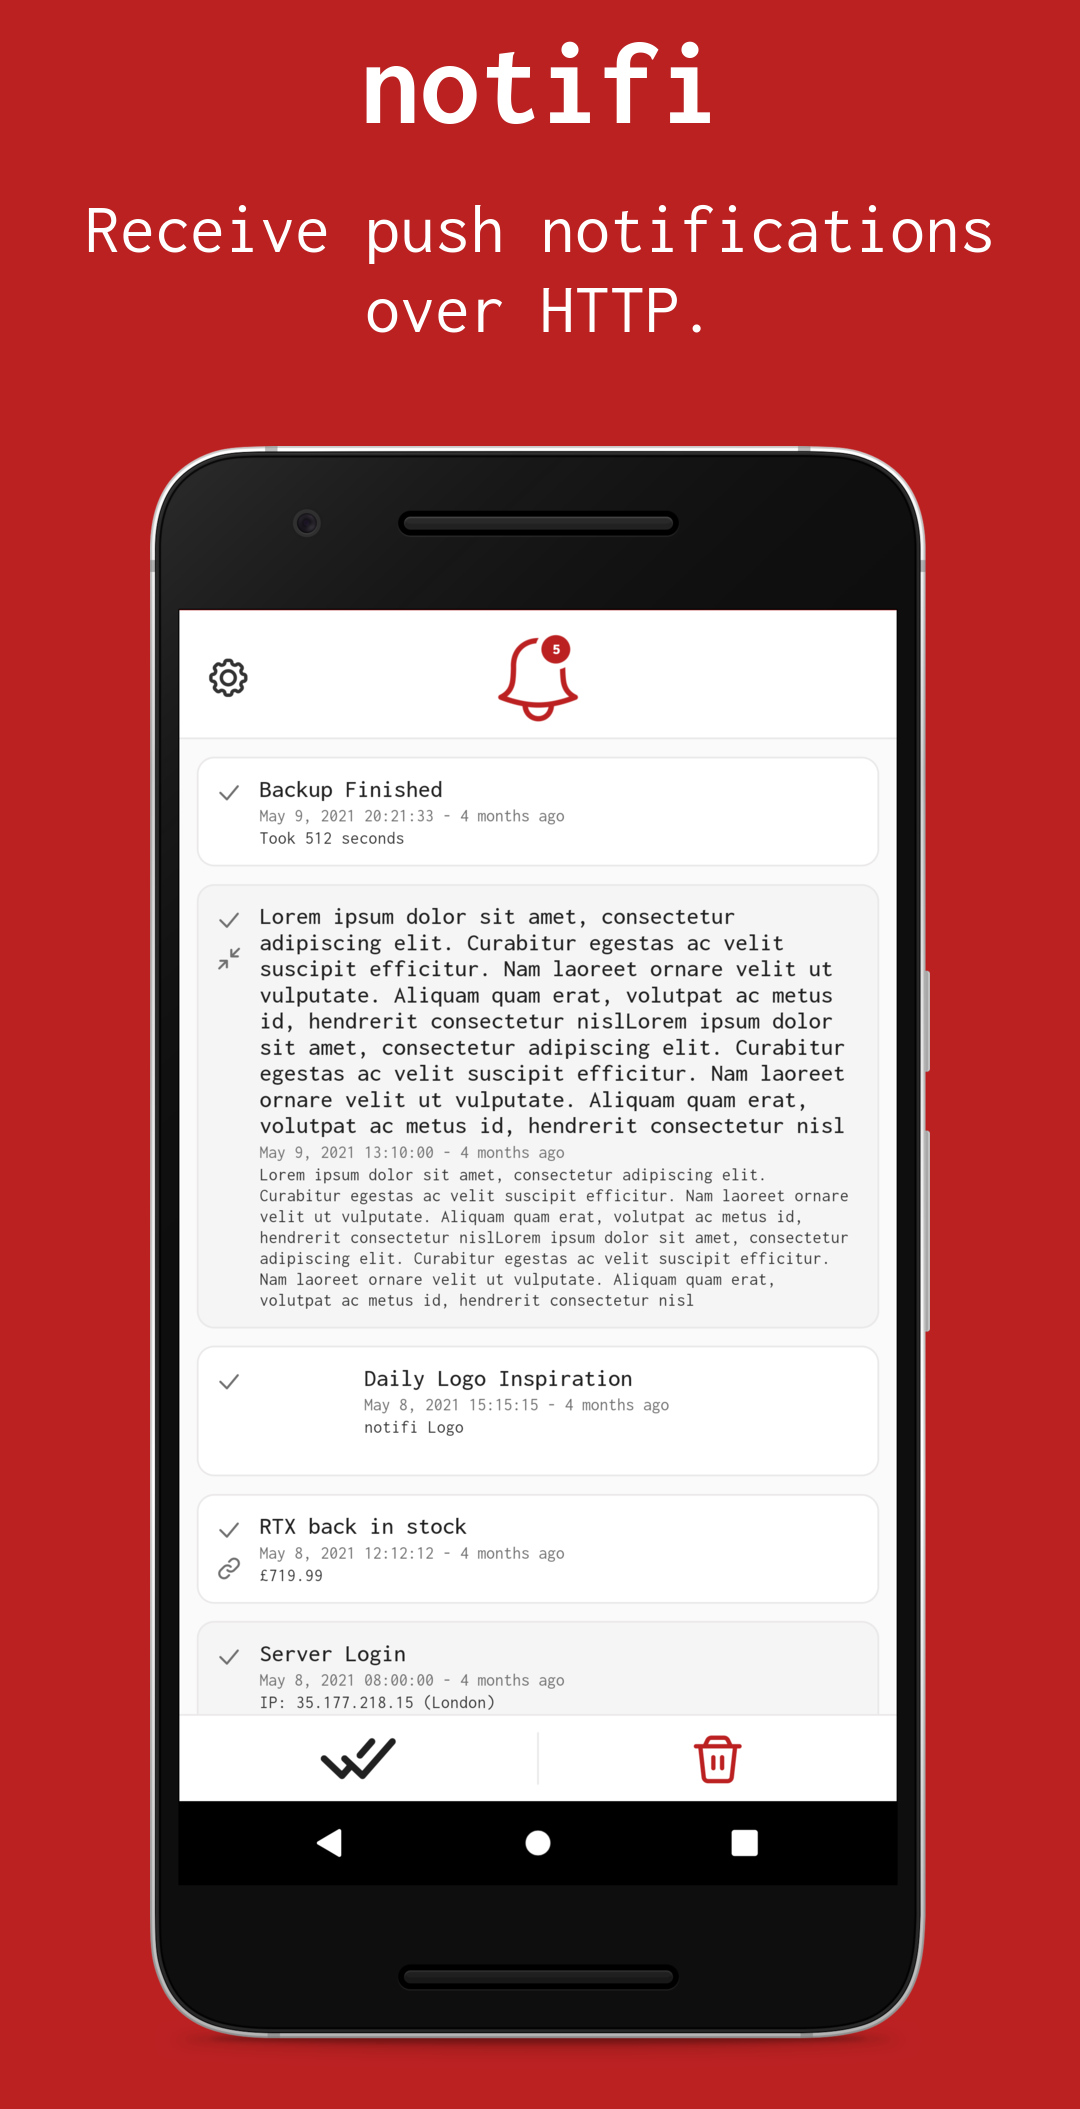 notifi
Receive push notifications
over HTTP.
5
Backup Finished
May 9, 2021 20:21:33 - 4 months ago
Took 512 seconds
Lorem ipsum dolor sit amet, consectetur
adipiscing elit. Curabitur egestas ac velit
suscipit efficitur. Nam laoreet ornare velit ut
vulputate. Aliquam quam erat, volutpat ac metus
id, hendrerit consectetur nislLorem ipsum dolor
sit amet, consectetur adipiscing elit. Curabitur
egestas ac velit suscipit efficitur. Nam laoreet
ornare velit ut vulputate. Aliquam quam erat,
volutpat ac metus id, hendrerit consectetur nisl
May 9, 2021 13:10:00 - 4 months ago
Lorem ipsum dolor sit amet, consectetur adipiscing elit.
Curabitur egestas ac velit suscipit efficitur. Nam laoreet ornare
velit ut vulputate. Aliquam quam erat, volutpat ac metus id,
hendrerit consectetur nislLorem ipsum dolor sit amet, consectetur
adipiscing elit. Curabitur egestas ac velit suscipit efficitur.
Nam laoreet ornare velit ut vulputate. Aliquam quam erat,
volutpat ac metus id, hendrerit consectetur nisl
Daily Logo Inspiration
May 8, 2021 15:15:15 - 4 months ago
notifi Logo
RTX back in stock
May 8, 2021 12:12:12 - 4 months ago
£719.99
Server Login
May 8, 2021 08:00:00 - 4 months ago
IP: 35.177.218.15 (London)